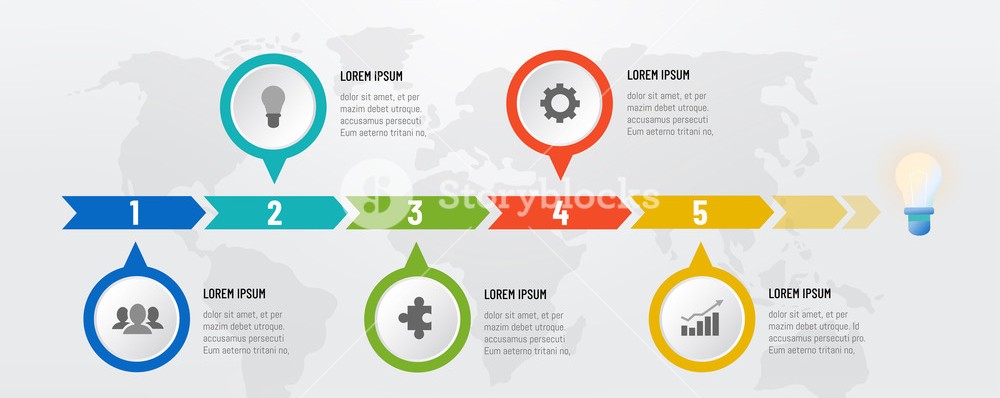 LOREM IPSUM
dolor sit amet, et per
mazim debet utroque.
accusamus persecuti
Eum aeterno tritani no,
LOREM IPSUM
dolor sit amet, et per
mazim debet utroque.
accusamus persecuti
Eum aeterno tritani no,
1 2 3 4 5
Storyblocks
LOREM IPSUM
dolor sit amet, et per
mazim debet utroque.
accusamus persecuti
Eum aeterno tritani no,
LOREM IPSUM
dolor sit amet, et per
mazim debet utroque.
accusamus persecuti
Eum aeterno tritani no,
LOREM IPSUM
dolor sit amet, et per
mazim debet utroque. Id
accusamus persecuti pro.
Eum aeterno tritani no,